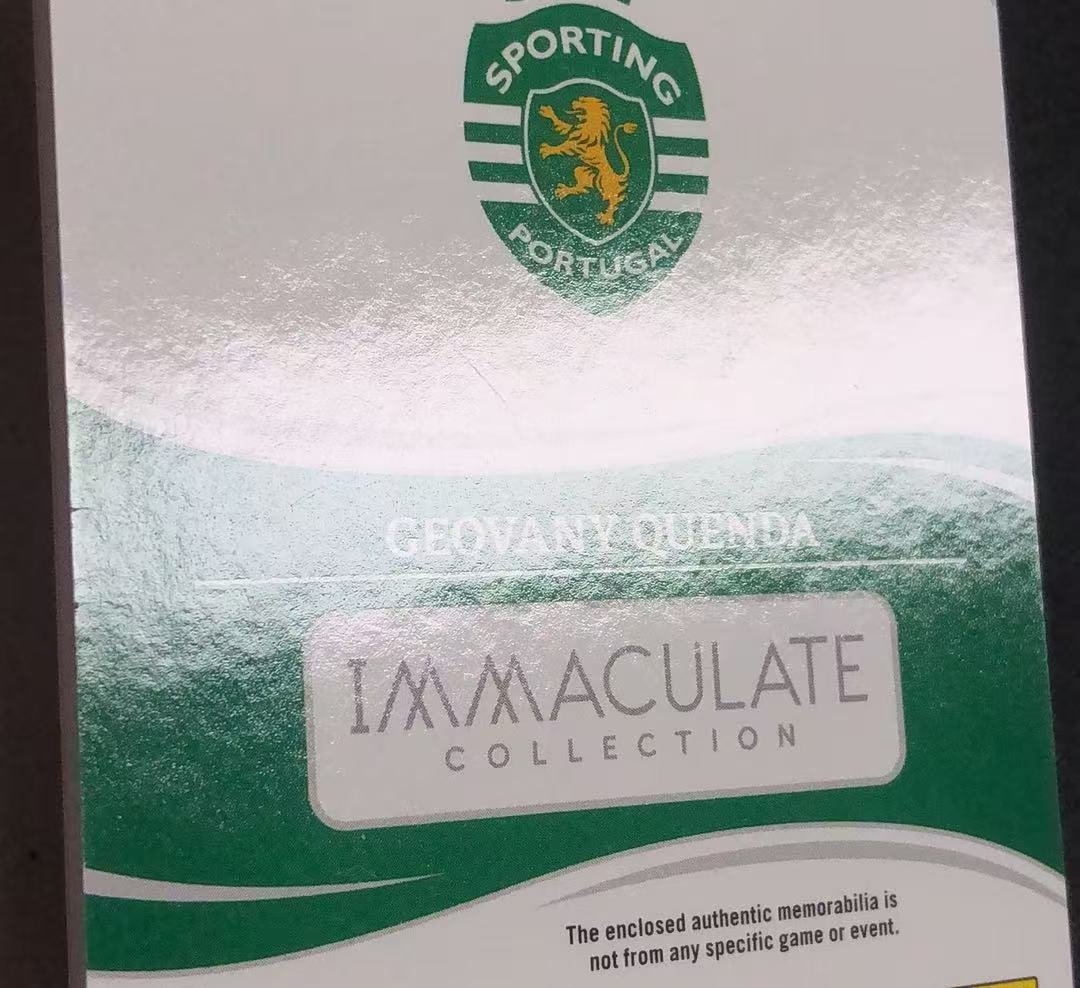 SPORTING
PORTUGAL
GEOVANY QUENDA
IMMACULATE
COLLECTION
The enclosed authentic memorabilia is
not from any specific game or event.